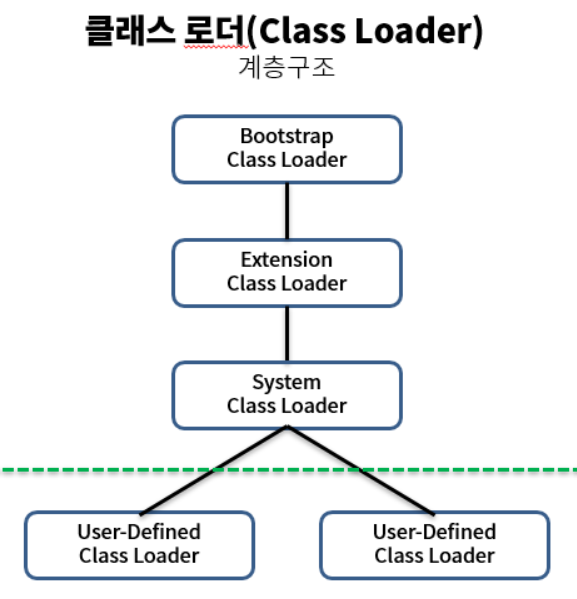 클래스 로더(Class Loader)
계층구조
Bootstrap
Class Loader
Extension
Class Loader
System
Class Loader
User-Defined
Class Loader
User-Defined
Class Loader